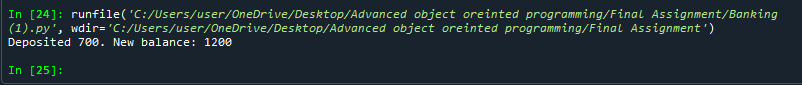 In [24]: runfile('C:/Users/user/OneDrive/Desktop/Advanced object oreinted programming/Final Assignment/Banking
(1).py', wdir='C:/Users/user/OneDrive/Desktop/Advanced object oreinted programming/Final Assignment')
Deposited 700. New balance: 1200
In [25]: